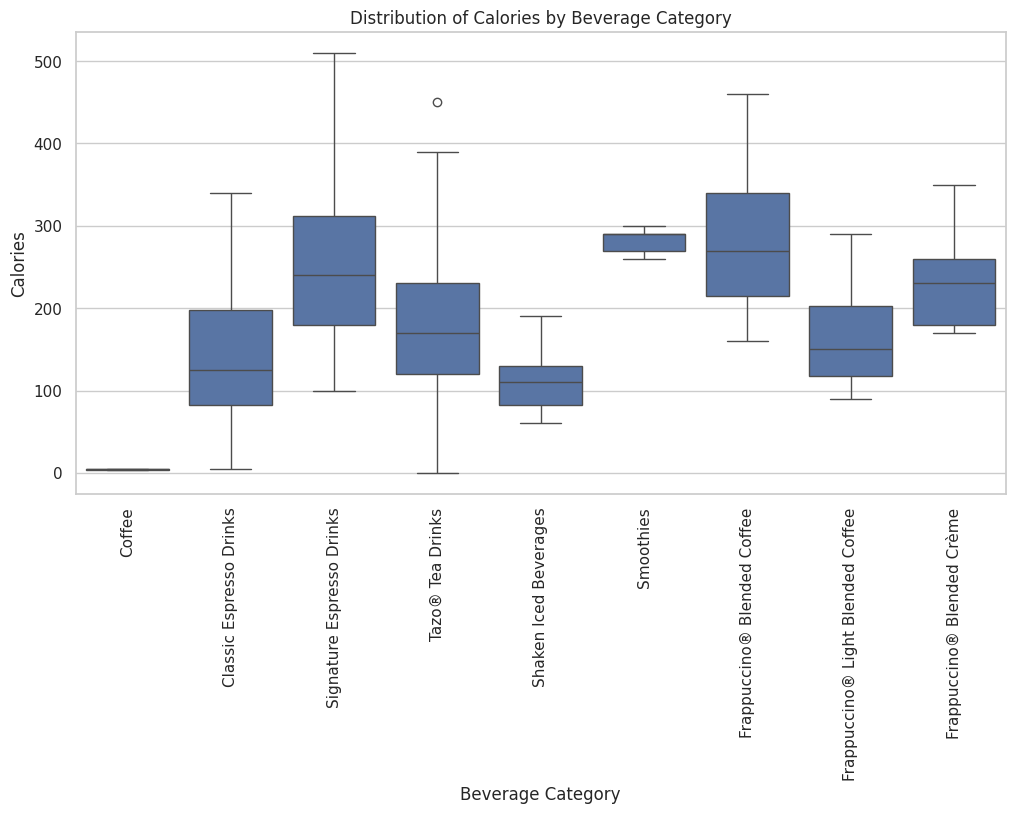 Distribution of Calories by Beverage Category
Calories
500
400
300
200
100
0
Coffee
Classic Espresso Drinks
Signature Espresso Drinks
Tazo® Tea Drinks
Shaken Iced Beverages
Smoothies
Frappuccino® Blended Coffee
Frappuccino® Light Blended Coffee
Frappuccino® Blended Crème
Beverage Category